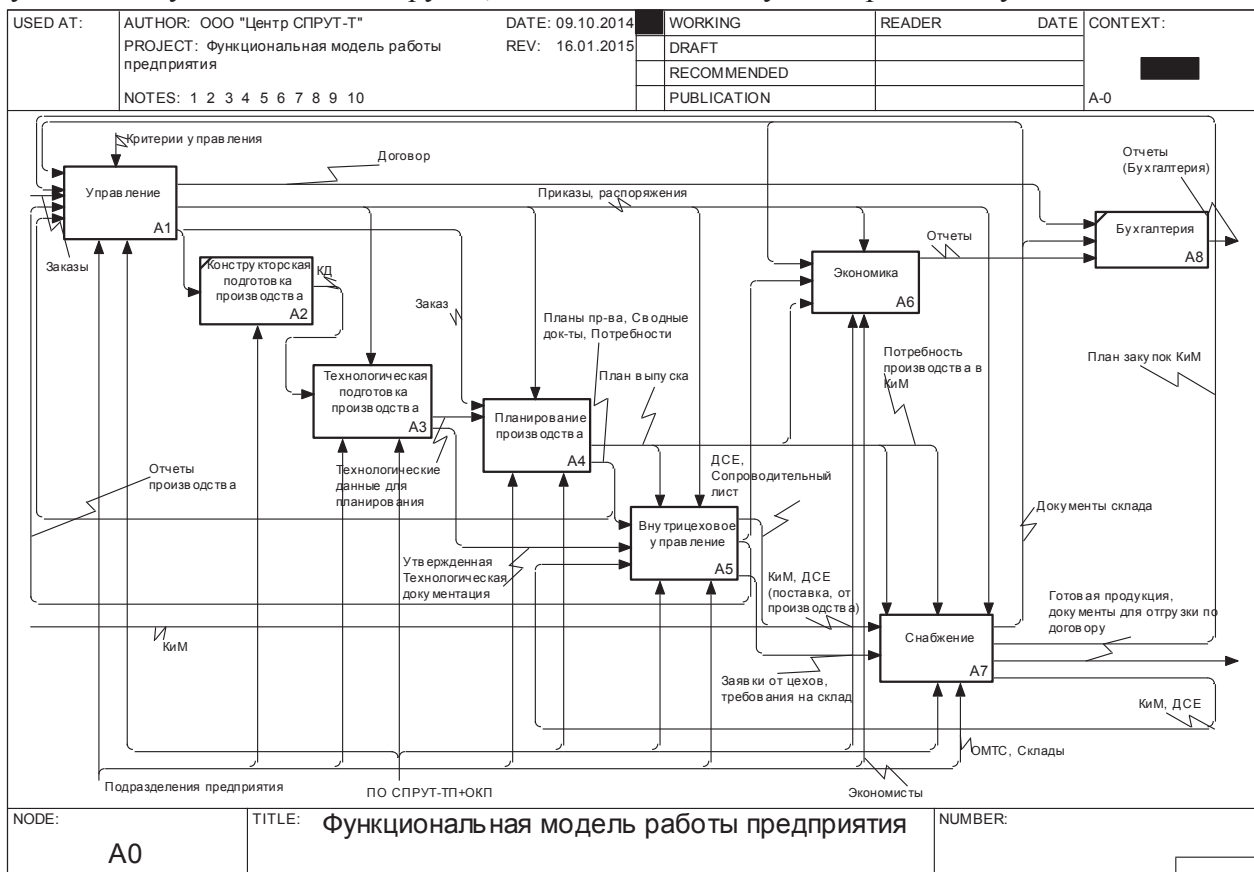 USED AT:
AUTHOR: ООО "Центр СПРУТ-Т"
DATE: 09.10.2014
PROJECT: Функциональная модель работы
предприятия
REV: 16.01.2015
NOTES: 1 2 3 4 5 6 7 8 9 10
WORKING
DRAFT
RECOMMENDED
PUBLICATION
READER
DATE
CONTEXT:
A-0
Критерии управления
Договор
Отчеты
(Бухгалтерия)
Управление
A1
Приказы, распоряжения
Заказы
Бухгалтерия
A8
Отчеты
Конструкторская
подготовка
производства
A2
КД
Экономика
A6
Заказ
Планы пр-ва, Сводные
док-ты, Потребности
План выпуска
Потребность
производства в
КиМ
План закупок КиМ
Технологическая
подготовка
производства
A3
Планирование
производства
A4
Отчеты
производства
Технологические
данные для
планирования
ДСЕ,
Сопроводительный
лист
Документы склада
Внутрицеховое
управление
A5
Утвержденная
Технологическая
документация
КиМ, ДСЕ
(поставка, от
производства)
Готовая продукция,
документы для отгрузки по
договору
КиМ
Снабжение
A7
Заявки от цехов,
требования на склад
КиМ, ДСЕ
ОМТС, Склады
Подразделения предприятия
ПО СПРУТ-ТП+ОКП
Экономисты
NODE:
A0
TITLE:
Функциональная модель работы предприятия
NUMBER: